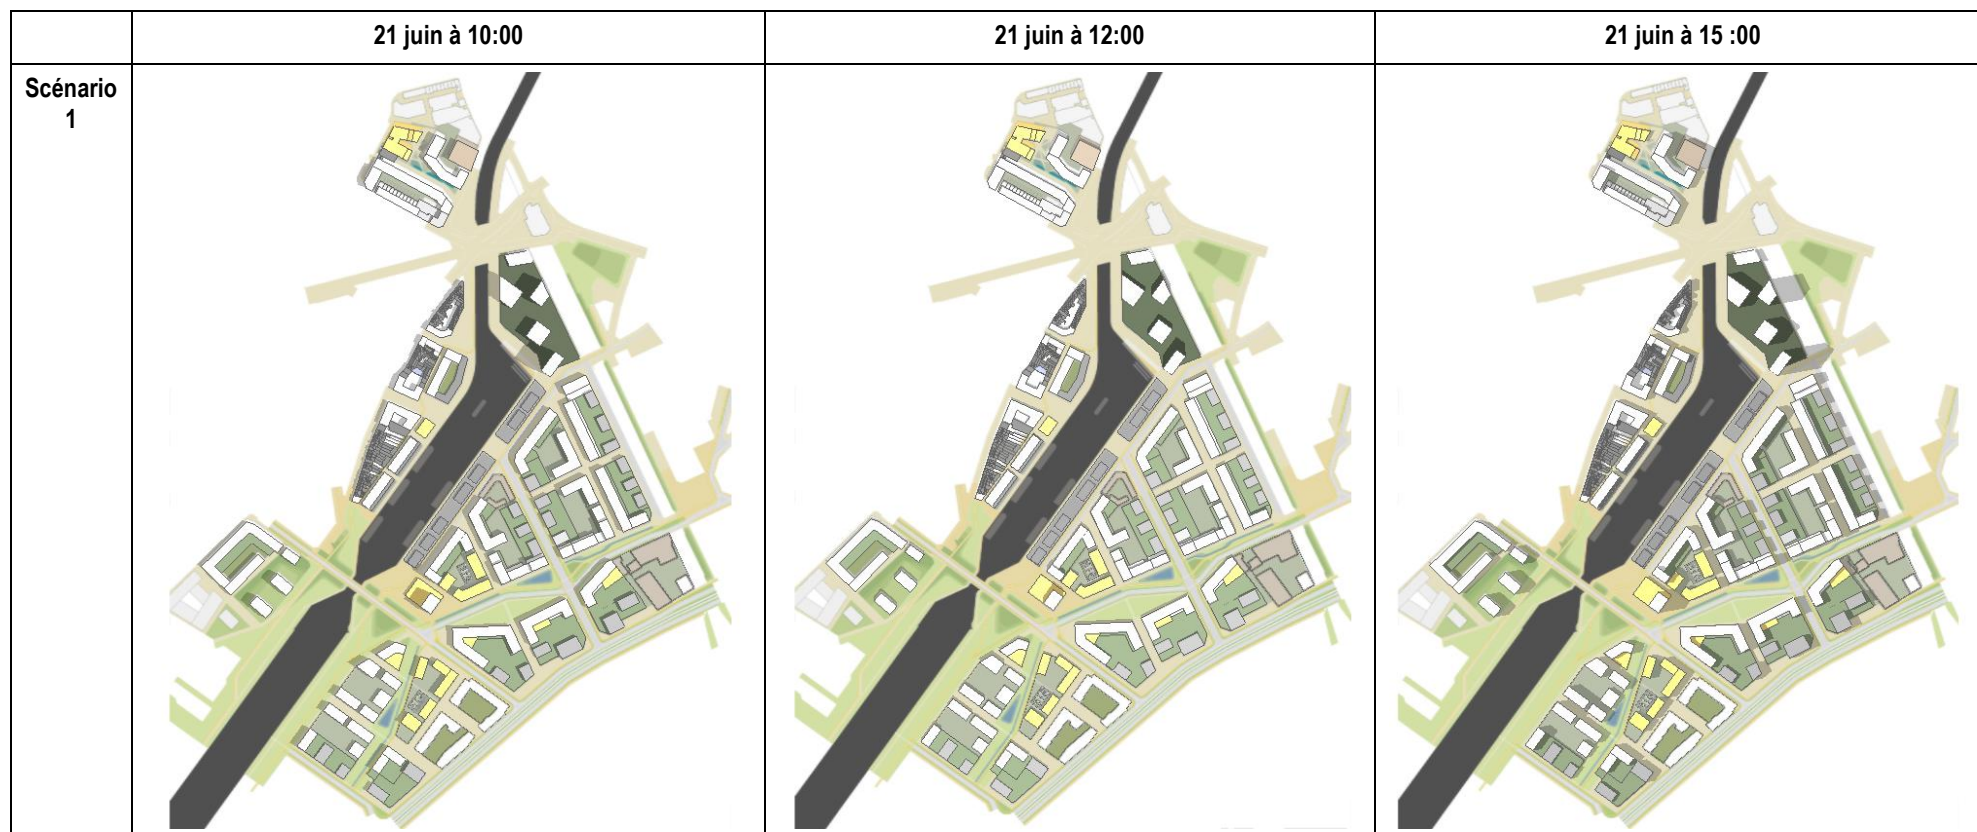 21 juin à 10:00
21 juin à 12:00
21 juin à 15 :00
Scénario
1